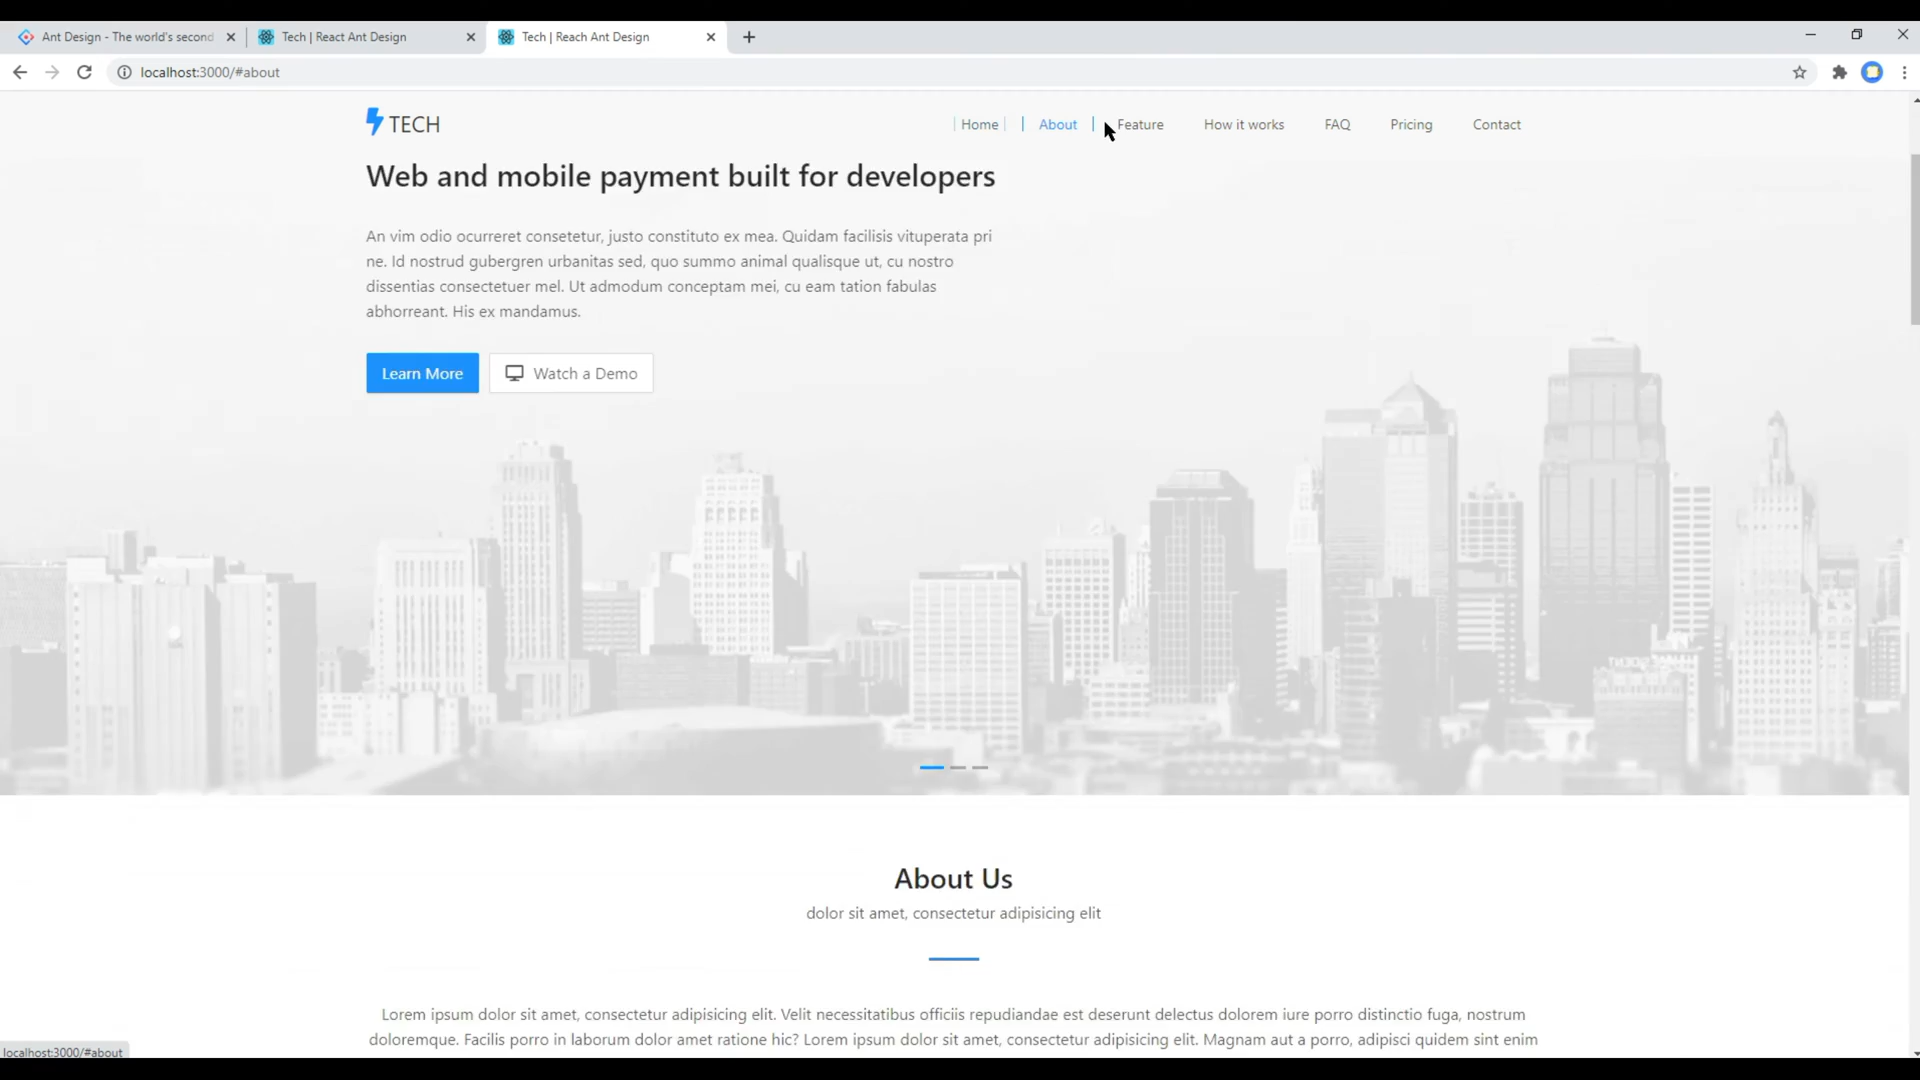 Ant Design - The world's second
Tech | React Ant Design
Tech | Reach Ant Design
localhost:3000/#about
TECH
Home
About
Feature
How it works
FAQ
Pricing
Contact
Web and mobile payment built for developers
An vim odio ocurreret consetetur, justo constituto ex mea. Quidam facilisis vituperata pri
ne. Id nostrud gubergren urbanitas sed, quo summo animal qualisque ut, cu nostro
dissentias consectetuer mel. Ut admodum conceptam mei, cu eam tation fabulas
abhorreant. His ex mandamus.
Learn More
Watch a Demo
About Us
dolor sit amet, consectetur adipisicing elit
Lorem ipsum dolor sit amet, consectetur adipisicing elit. Velit necessitatibus officiis repudiandae est deserunt delectus dolorem iure porro distinctio fuga, nostrum
doloremque. Facilis porro in laborum dolor amet ratione hic? Lorem ipsum dolor sit amet, consectetur adipisicing elit. Magnam aut a porro, adipisci quidem sint enim
localhost:3000/#about